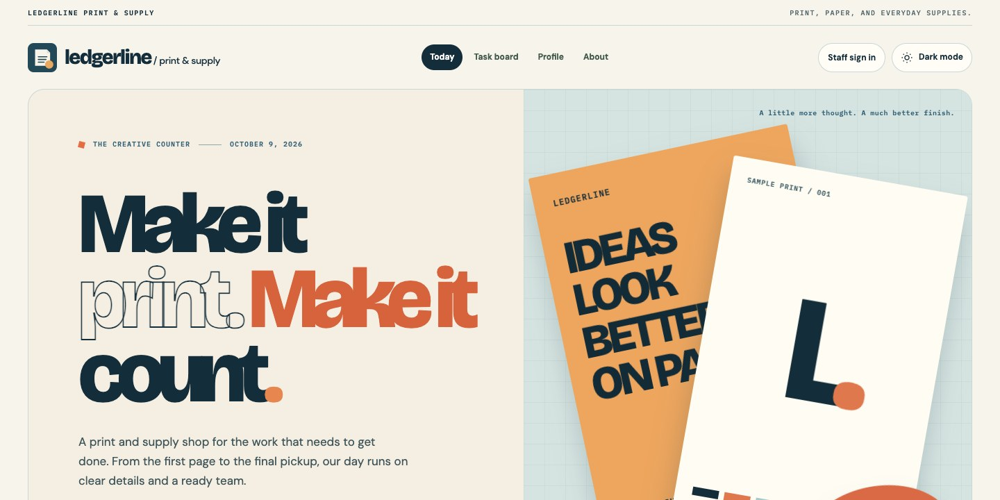 LEDGERLINE PRINT & SUPPLY
PRINT, PAPER, AND EVERYDAY SUPPLIES.
ledgerline / print & supply
Today
Task board
Profile
About
Staff sign in
Dark mode
THE CREATIVE COUNTER
OCTOBER 9, 2026
Make it
print. Make it
count.
A print and supply shop for the work that needs to get
done. From the first page to the final pickup, our day runs on
clear details and a ready team.
A little more thought. A much better finish.
LEDGERLINE
IDEAS
LOOK
BETTE
ON PA
SAMPLE PRINT / 001
L.